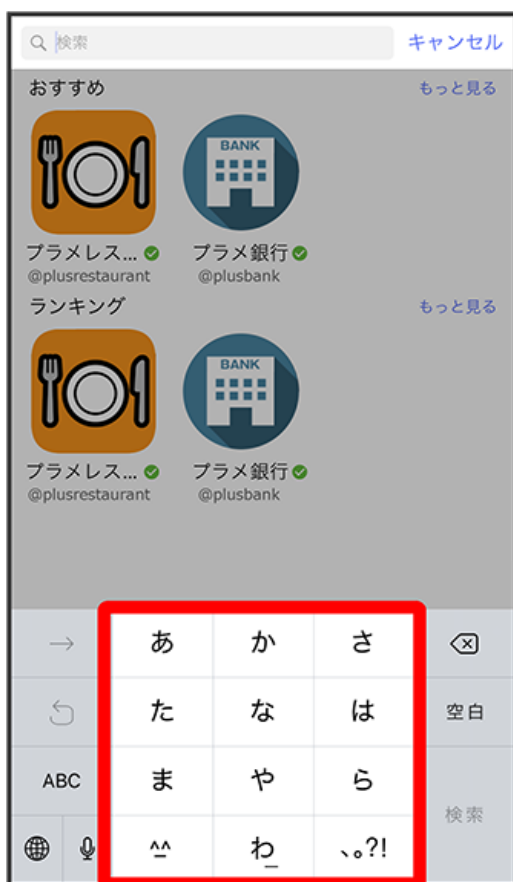 検索 キャンセル
おすすめ もっと見る
BANK
プラメレス... プラメ銀行
@plusrestaurant @plusbank
ランキング もっと見る
BANK
プラメレス... プラメ銀行
@plusrestaurant @plusbank
→ あ か さ
た な は 空白
ABC ま や ら
検索
^^ わ 、。?!